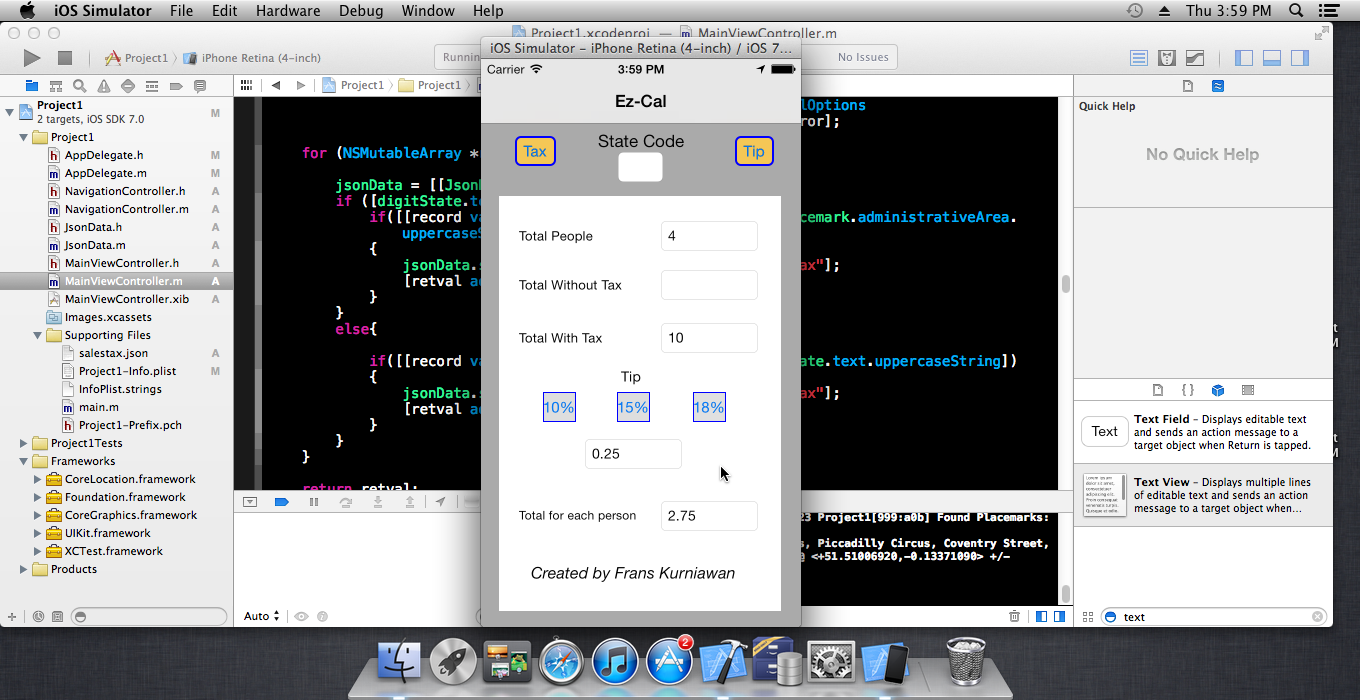 iOS Simulator File Edit Hardware Debug Window Help Thu 3:59 PM
Project1.xcodeproj — MainViewController.m
Project1 iPhone Retina (4-inch)
Runnin
No Issues
iOS Simulator - iPhone Retina (4-inch) / iOS 7...
Carrier 3:59 PM
Ez-Cal
Tax
State Code
Tip
Total People 4
Total Without Tax
Total With Tax 10
Tip
10% 15% 18%
0.25
Total for each person 2.75
Created by Frans Kurniawan
Project1 M
2 targets, iOS SDK 7.0
Project1
AppDelegate.h M
AppDelegate.m M
NavigationController.h A
NavigationController.m A
JsonData.h A
JsonData.m A
MainViewController.h A
MainViewController.m A
MainViewController.xib A
Images.xcassets
Supporting Files
salestax.json A
Project1-Info.plist M
InfoPlist.strings
main.m
Project1-Prefix.pch
Project1Tests
Frameworks
CoreLocation.framework
Foundation.framework
CoreGraphics.framework
UIKit.framework
XCTest.framework
Products
Project1 Project1
lOptions
ror];
for (NSMutableArray *
jsonData = [[Json
if ([digitState.t
if([[record va
cemark.administrativeArea.
uppercaseS
{
jsonData.s
ax"];
[retval a
}
}
else{
if([[record va
ate.text.uppercaseString])
{
jsonData.s
ax"];
[retval a
}
}
}
return retval;
Auto
23 Project1[999:a0b] Found Placemarks:
s, Piccadilly Circus, Coventry Street,
<+51.51006920,-0.13371090> +/-
Quick Help
No Quick Help
Text
Text Field - Displays editable text
and sends an action message to a
target object when Return is tapped.
Text View - Displays multiple lines
of editable text and sends an action
message to a target object when...
text
2